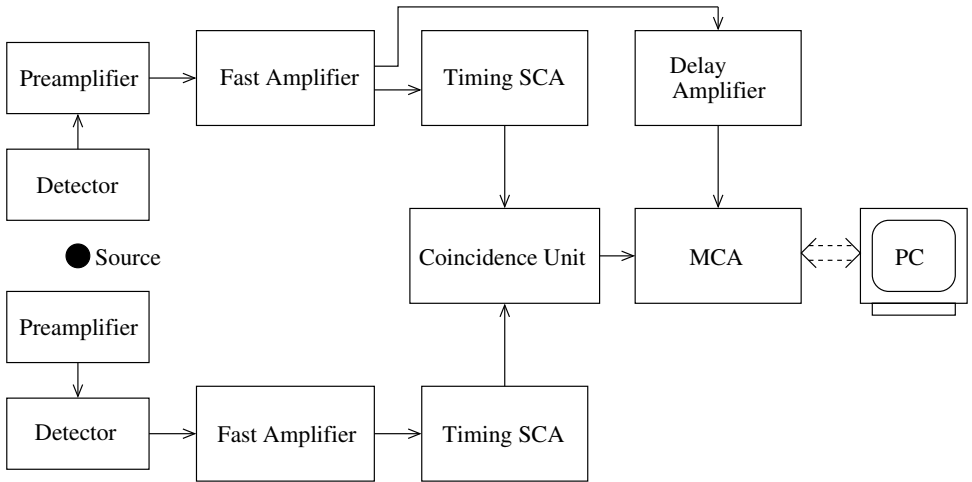 Preamplifier
Fast Amplifier
Timing SCA
Delay
Amplifier
Detector
Source
Coincidence Unit
MCA
PC
Preamplifier
Detector
Fast Amplifier
Timing SCA